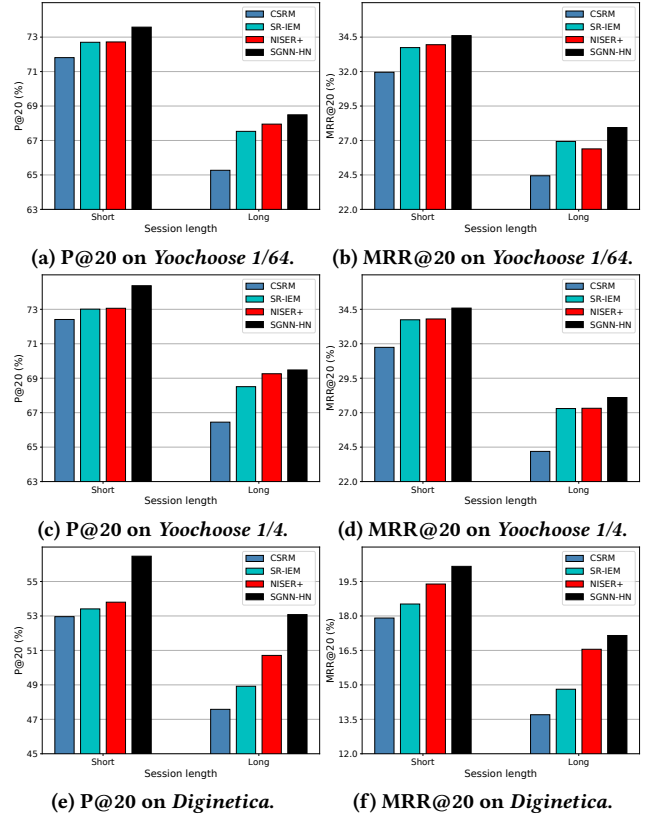 P@20 (%)
73
71
69
67
65
63
CSRM
SR-IEM
NISER+
SGNN-HN
Short
Long
Session length
(a) P@20 on Yoochoose 1/64.
MRR@20 (%)
34.5
32.0
29.5
27.0
24.5
22.0
CSRM
SR-IEM
NISER+
SGNN-HN
Short
Long
Session length
(b) MRR@20 on Yoochoose 1/64.
P@20 (%)
73
71
69
67
65
63
CSRM
SR-IEM
NISER+
SGNN-HN
Short
Long
Session length
(c) P@20 on Yoochoose 1/4.
MRR@20 (%)
34.5
32.0
29.5
27.0
24.5
22.0
CSRM
SR-IEM
NISER+
SGNN-HN
Short
Long
Session length
(d) MRR@20 on Yoochoose 1/4.
P@20 (%)
55
53
51
49
47
45
CSRM
SR-IEM
NISER+
SGNN-HN
Short
Long
Session length
(e) P@20 on Diginetica.
MRR@20 (%)
19.5
18.0
16.5
15.0
13.5
12.0
CSRM
SR-IEM
NISER+
SGNN-HN
Short
Long
Session length
(f) MRR@20 on Diginetica.